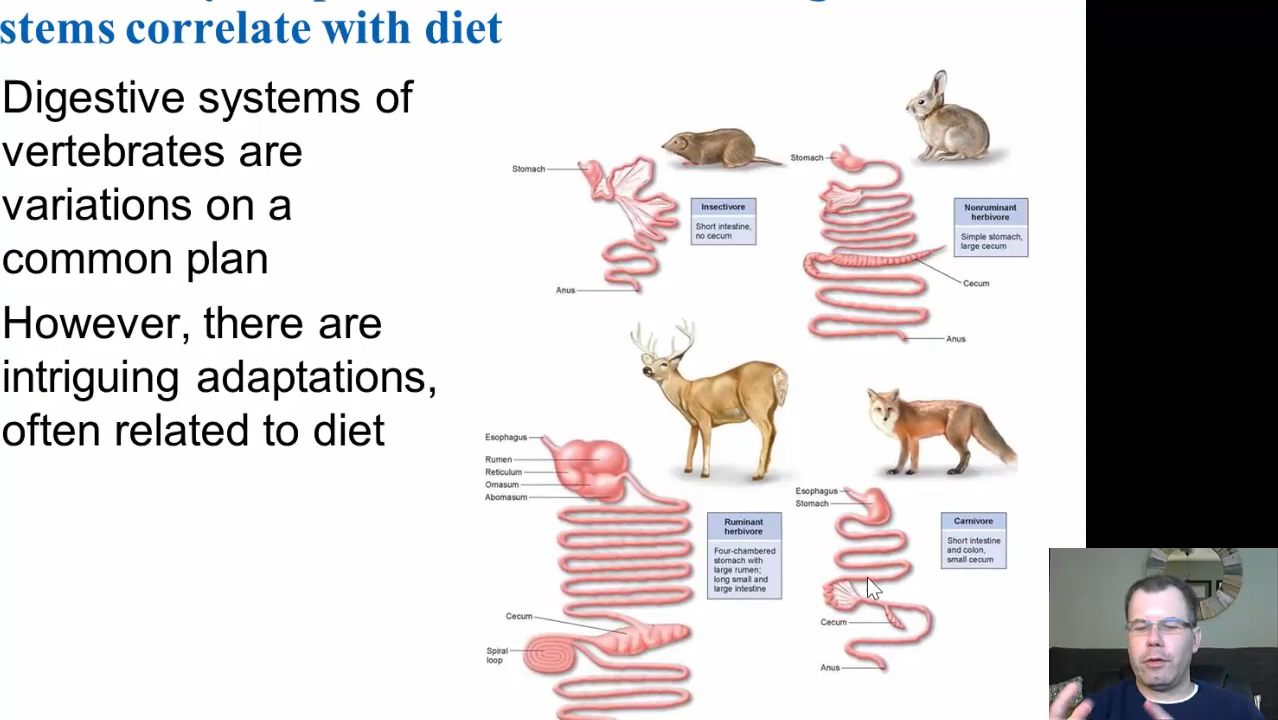 stems correlate with diet
Digestive systems of
vertebrates are
variations on a
common plan
However, there are
intriguing adaptations,
often related to diet
Stomach
Insectivore
Short intestine,
no cecum
Anus
Stomach
Nonruminant
herbivore
Simple stomach,
large cecum
Cecum
Anus
Esophagus
Rumen
Reticulum
Omasum
Abomasum
Ruminant
herbivore
Four-chambered
stomach with
large rumen;
long small and
large intestine
Cecum
Spiral
loop
Esophagus
Stomach
Carnivore
Short intestine
and colon,
small cecum
Cecum
Anus